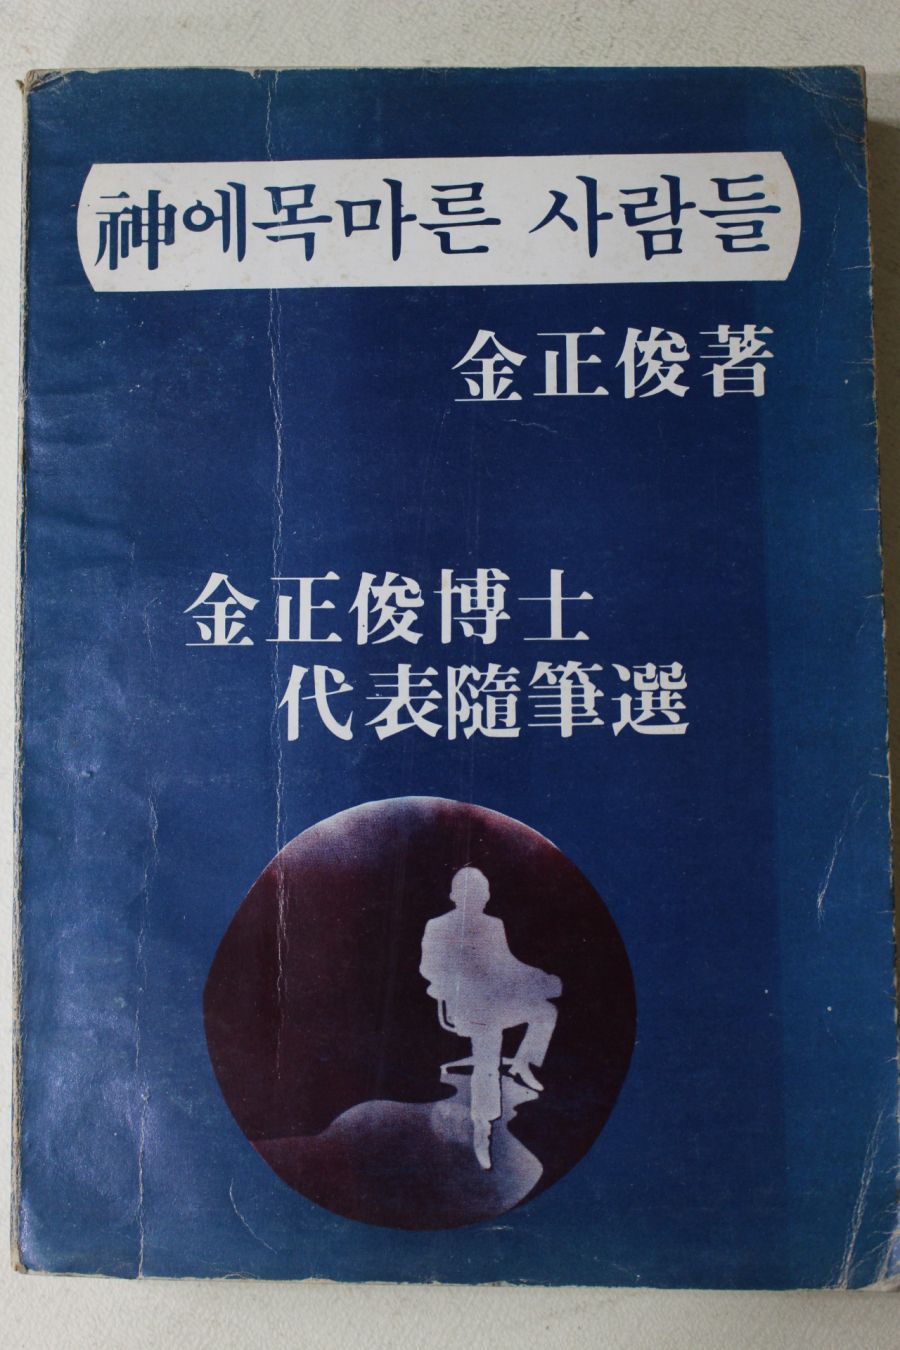 神에목마른 사람들
金正俊著
金正俊博士
代表隨筆選